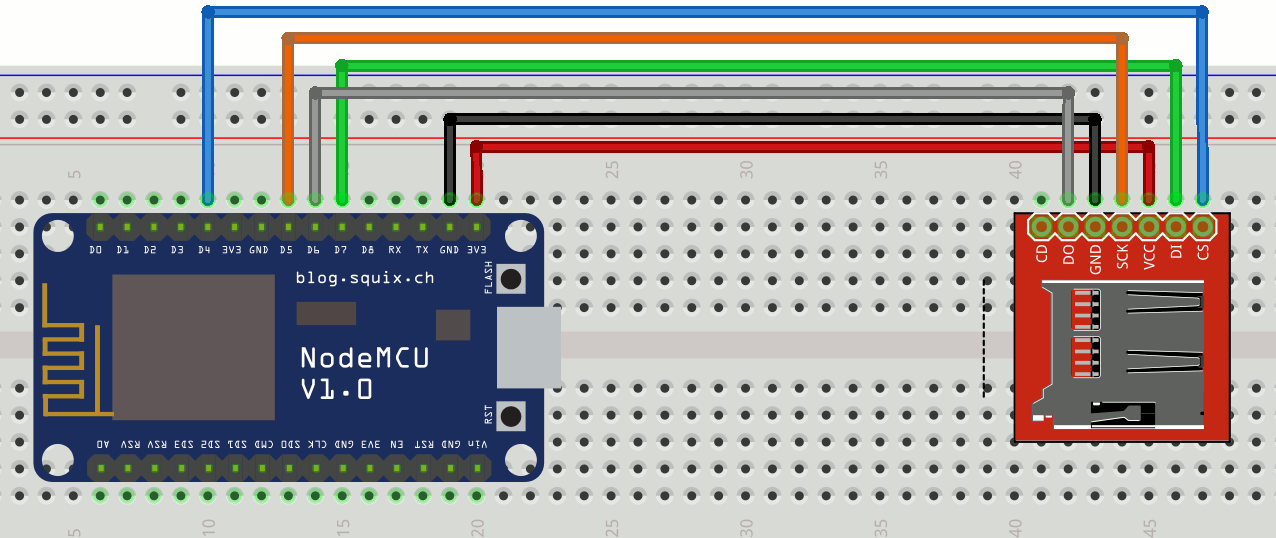 5 25 30 35 40
D0 D1 D2 D3 D4 3V3 GND D5 D6 D7 D8 RX TX GND 3V3
CD DO GND SCK VCC DI CS
blog.squix.ch
FLASH
NodeMCU
V1.0
RST
A0 RSV RSV SD3 SD2 SD1 CMD SD0 CLK GND 3V3 EN RST GND Vin
5 10 15 20 25 30 35 40 45